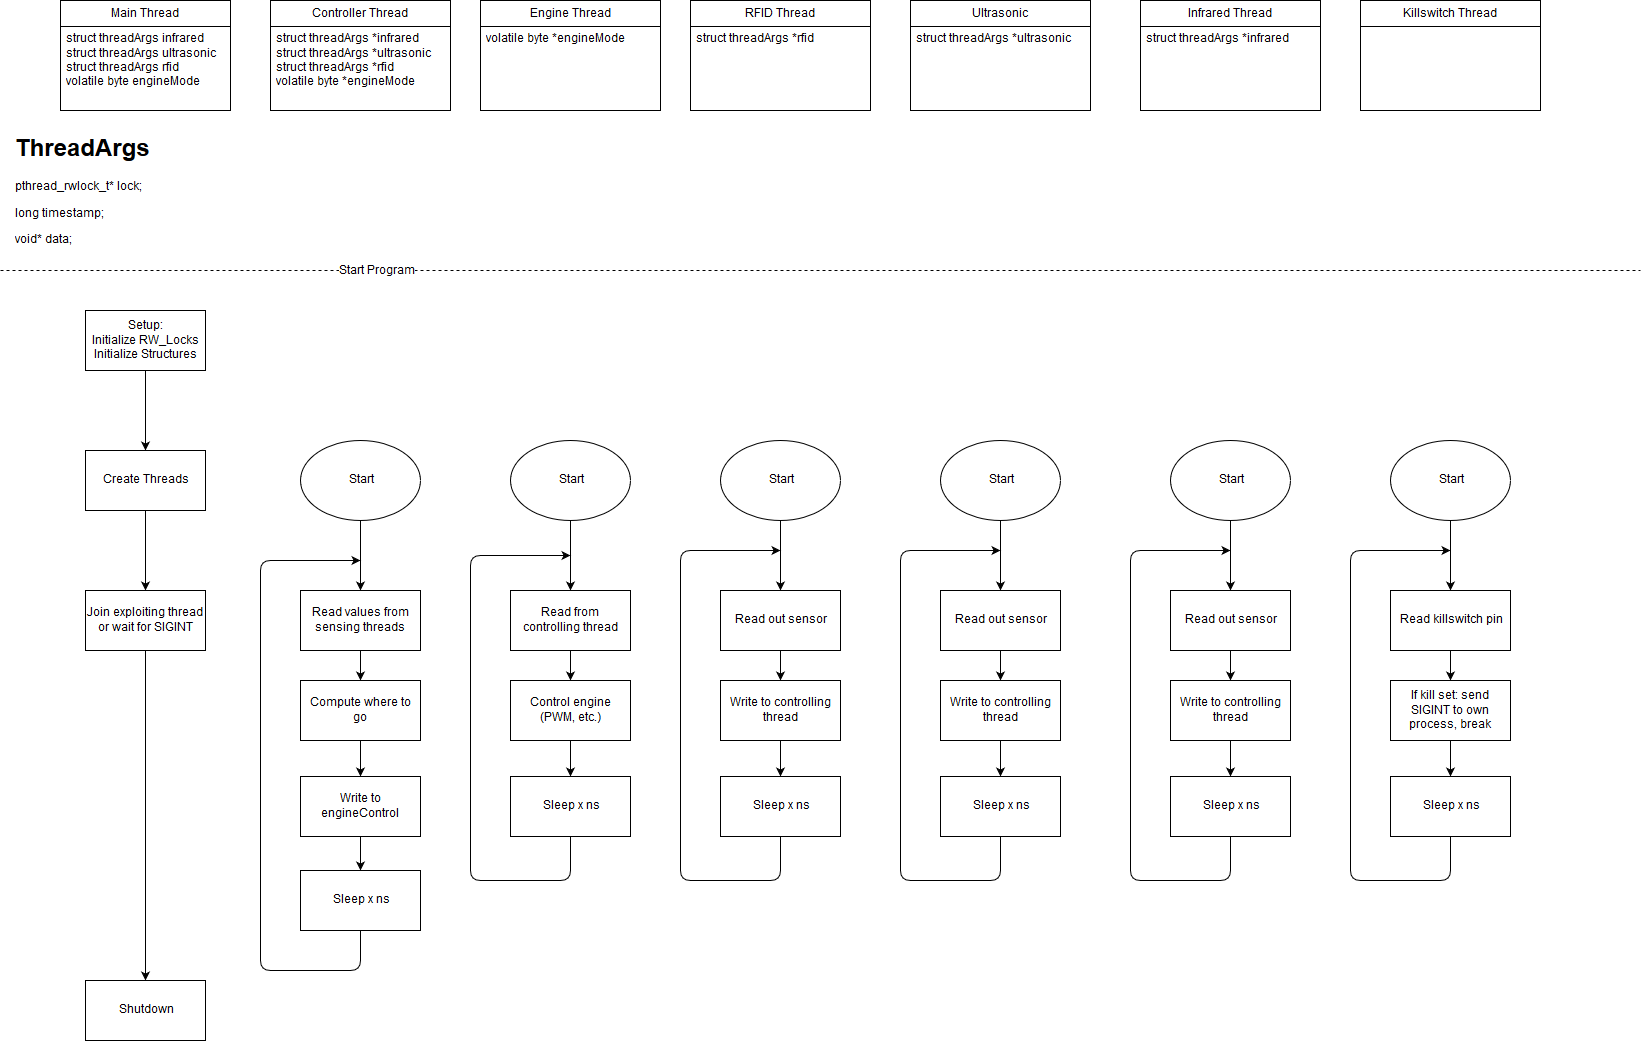 Main Thread
struct threadArgs infrared
struct threadArgs ultrasonic
struct threadArgs rfid
volatile byte engineMode
Controller Thread
struct threadArgs *infrared
struct threadArgs *ultrasonic
struct threadArgs *rfid
volatile byte *engineMode
Engine Thread
volatile byte *engineMode
RFID Thread
struct threadArgs *rfid
Ultrasonic
struct threadArgs *ultrasonic
Infrared Thread
struct threadArgs *infrared
Killswitch Thread
ThreadArgs
pthread_rwlock_t* lock;
long timestamp;
void* data;
Start Program
Setup:
Initialize RW_Locks
Initialize Structures
Create Threads
Join exploiting thread
or wait for SIGINT
Shutdown
Start
Read values from
sensing threads
Compute where to
go
Write to
engineControl
Sleep x ns
Start
Read from
controlling thread
Control engine
(PWM, etc.)
Sleep x ns
Start
Read out sensor
Write to controlling
thread
Sleep x ns
Start
Read out sensor
Write to controlling
thread
Sleep x ns
Start
Read out sensor
Write to controlling
thread
Sleep x ns
Start
Read killswitch pin
If kill set: send
SIGINT to own
process, break
Sleep x ns